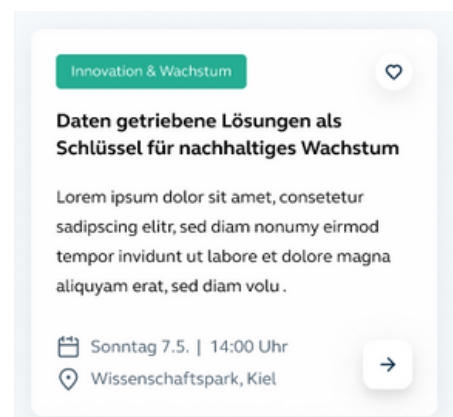 Innovation & Wachstum
Daten getriebene Lösungen als
Schlüssel für nachhaltiges Wachstum
Lorem ipsum dolor sit amet, consetetur
sadipscing elitr, sed diam nonumy eirmod
tempor invidunt ut labore et dolore magna
aliquyam erat, sed diam volu .
Sonntag 7.5. | 14:00 Uhr
Wissenschaftspark, Kiel